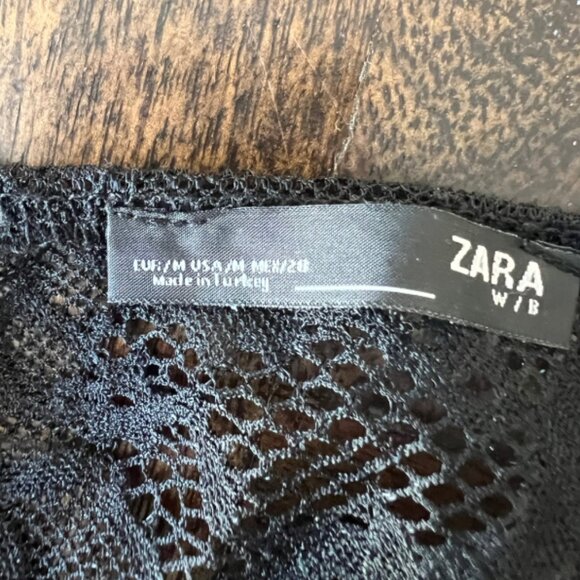 EUR/M USA/M MEX/28
Made in Turkey
ZARA
W/B